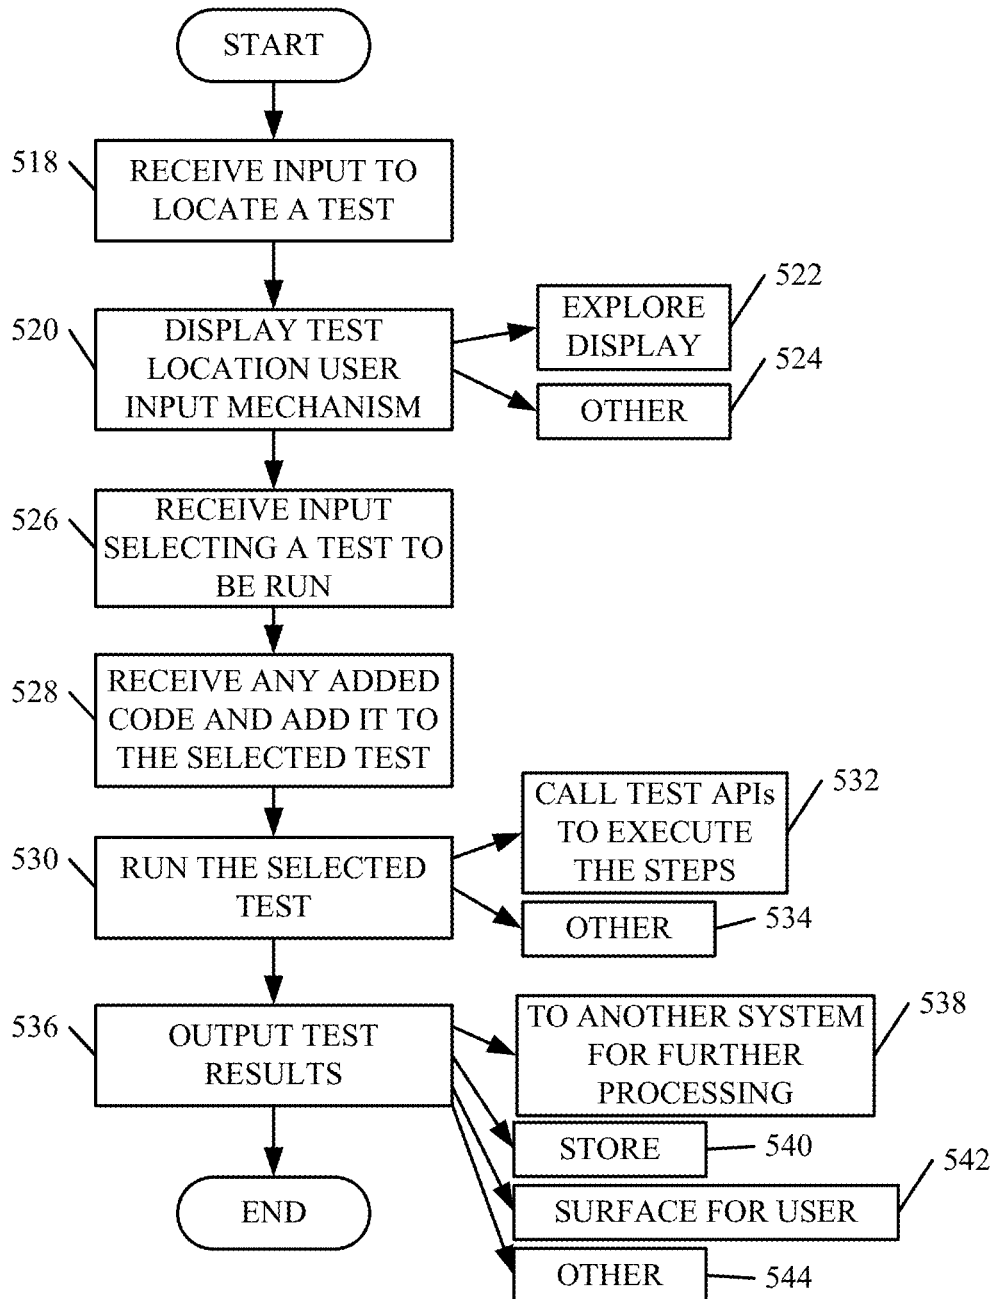 START
518
RECEIVE INPUT TO
LOCATE A TEST
520
DISPLAY TEST
LOCATION USER
INPUT MECHANISM
EXPLORE
DISPLAY
522
OTHER
524
526
RECEIVE INPUT
SELECTING A TEST TO
BE RUN
528
RECEIVE ANY ADDED
CODE AND ADD IT TO
THE SELECTED TEST
530
RUN THE SELECTED
TEST
CALL TEST APIs
TO EXECUTE
THE STEPS
532
OTHER
534
536
OUTPUT TEST
RESULTS
TO ANOTHER SYSTEM
FOR FURTHER
PROCESSING
538
STORE
540
SURFACE FOR USER
542
OTHER
544
END